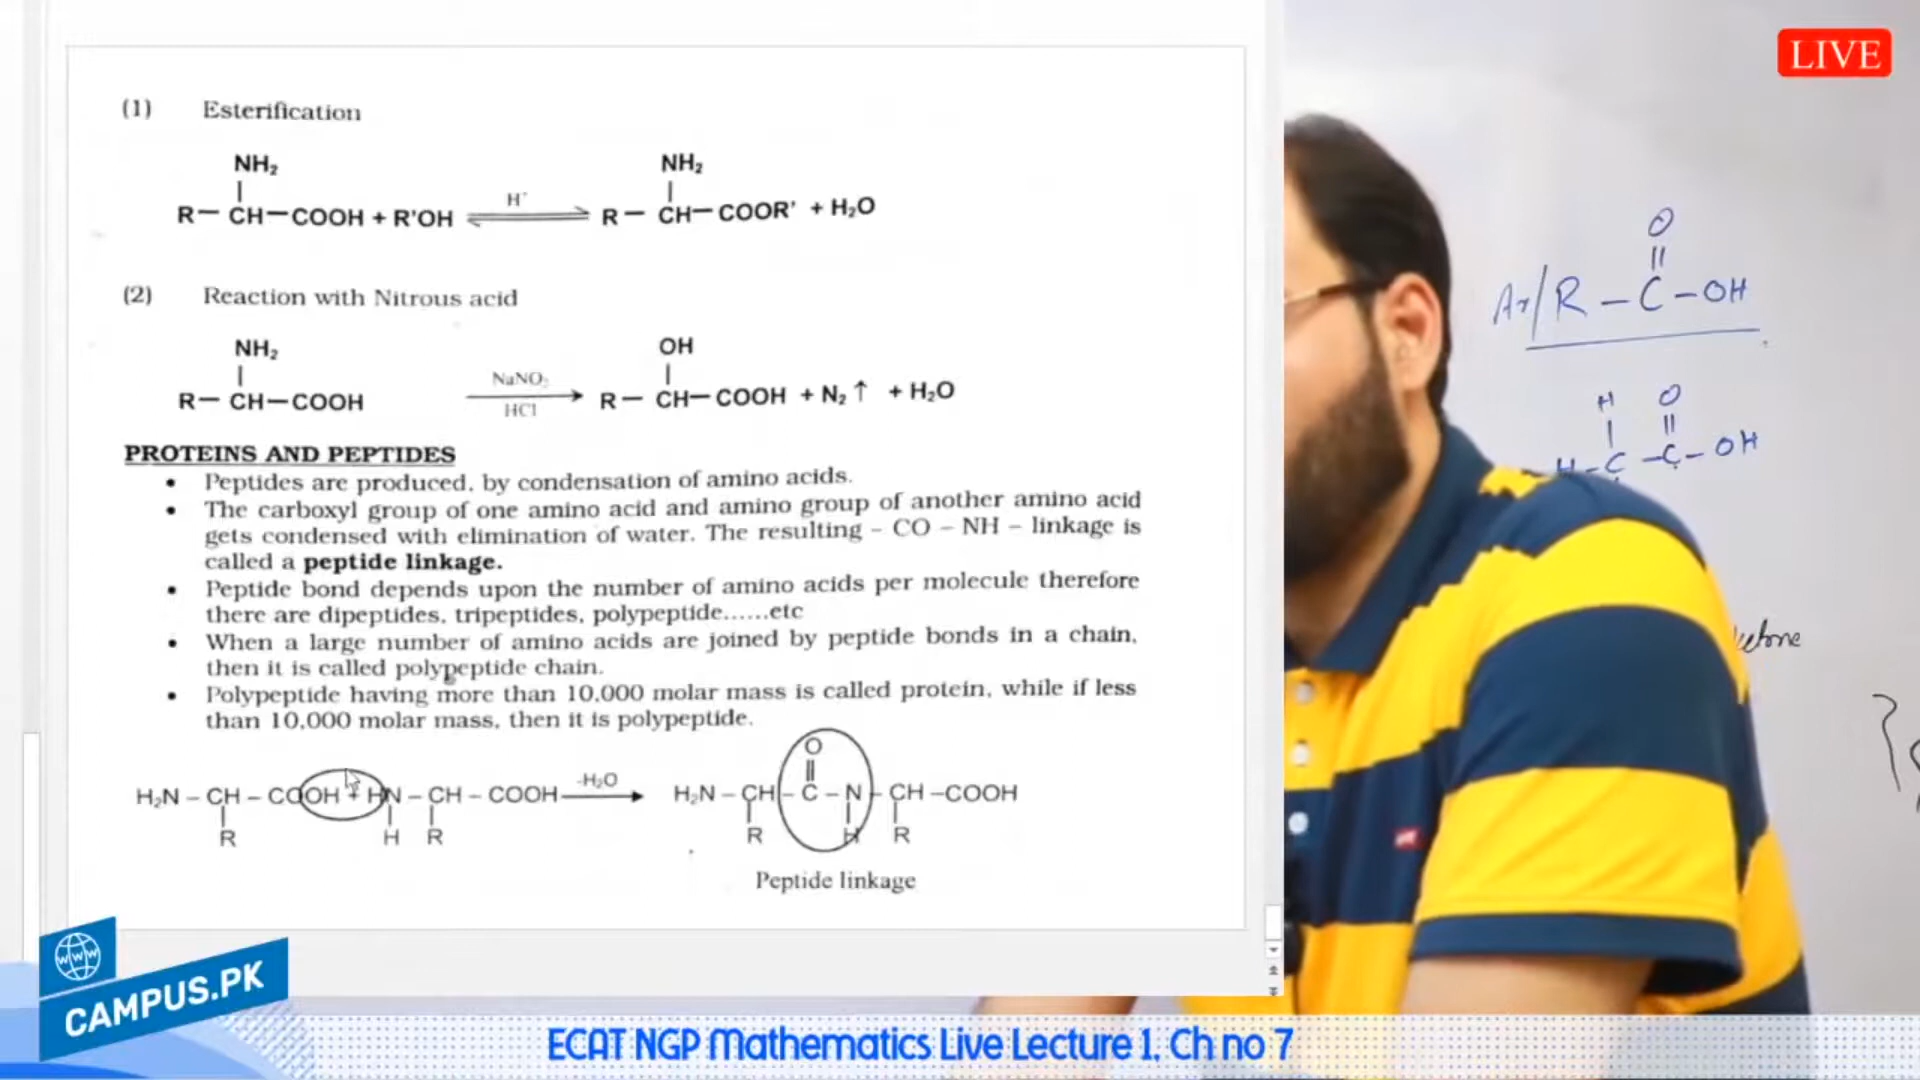 LIVE
(1) Esterification
NH₂
|
R— CH—COOH + R'OH
H⁺
NH₂
|
R— CH—COOR' + H₂O
(2) Reaction with Nitrous acid
NH₂
|
R— CH—COOH
NaNO₂
HCl
OH
|
R— CH—COOH + N₂ ↑ + H₂O
PROTEINS AND PEPTIDES
• Peptides are produced, by condensation of amino acids.
• The carboxyl group of one amino acid and amino group of another amino acid
gets condensed with elimination of water. The resulting – CO – NH – linkage is
called a peptide linkage.
• Peptide bond depends upon the number of amino acids per molecule therefore
there are dipeptides, tripeptides, polypeptide......etc
• When a large number of amino acids are joined by peptide bonds in a chain,
then it is called polypeptide chain.
• Polypeptide having more than 10,000 molar mass is called protein, while if less
than 10,000 molar mass, then it is polypeptide.
H₂N – CH – COOH + HN – CH – COOH
R H R
-H₂O
O
||
H₂N – CH – C – N – CH –COOH
R H R
Peptide linkage
O
||
Ar/R – C – OH
H O
| ||
H – C – C – OH
WWW
CAMPUS.PK
ECAT NGP Mathematics Live Lecture 1, Ch no 7